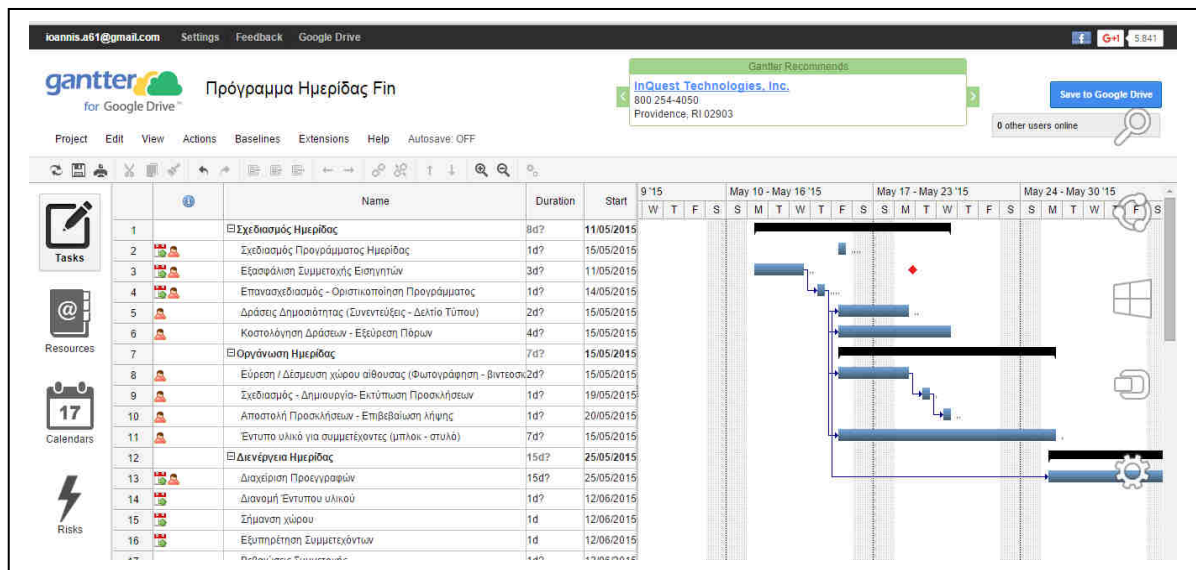 ioannis.a61@gmail.com Settings Feedback Google Drive G+1 5.841
gantter
for Google Drive™
Πρόγραμμα Ημερίδας Fin
Gantter Recommends
InQuest Technologies, Inc.
800 254-4050
Providence, RI 02903
Save to Google Drive
0 other users online
Project Edit View Actions Baselines Extensions Help Autosave: OFF
Name Duration Start 9 '15 May 10 - May 16 '15 May 17 - May 23 '15 May 24 - May 30 '15
W T F S S M T W T F S S M T W T F S S M T W T F S
1 Σχεδιασμός Ημερίδας 8d? 11/05/2015
2 Σχεδιασμός Προγράμματος Ημερίδας 1d? 15/05/2015
3 Εξασφάλιση Συμμετοχής Εισηγητών 3d? 11/05/2015
4 Επανασχεδιασμός - Οριστικοποίηση Προγράμματος 1d? 14/05/2015
5 Δράσεις Δημοσιότητας (Συνεντεύξεις - Δελτίο Τύπου) 2d? 15/05/2015
6 Κοστολόγηση Δράσεων - Εξεύρεση Πόρων 4d? 15/05/2015
7 Οργάνωση Ημερίδας 7d? 15/05/2015
8 Εύρεση / Δέσμευση χώρου αίθουσας (Φωτογράφηση - βιντεοσκ 2d? 15/05/2015
9 Σχεδιασμός - Δημιουργία- Εκτύπωση Προσκλήσεων 1d? 19/05/2015
10 Αποστολή Προσκλήσεων - Επιβεβαίωση λήψης 1d? 20/05/2015
11 Έντυπο υλικό για συμμετέχοντες (μπλοκ - στυλό) 7d? 15/05/2015
12 Διενέργεια Ημερίδας 15d? 25/05/2015
13 Διαχείριση Προεγγραφών 15d? 25/05/2015
14 Διανομή Έντυπου υλικού 1d? 12/06/2015
15 Σήμανση χώρου 1d 12/06/2015
16 Εξυπηρέτηση Συμμετεχόντων 1d 12/06/2015
Tasks
@
Resources
17
Calendars
Risks